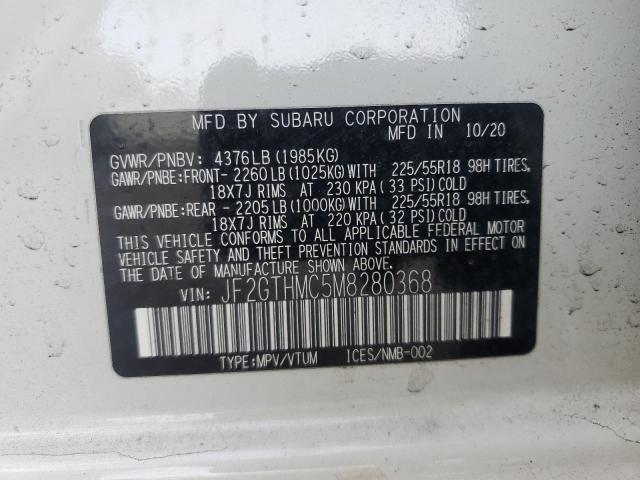 MFD BY SUBARU CORPORATION
MFD IN 10/20
GVWR/PNBV: 4376LB (1985KG)
GAWR/PNBE:FRONT- 2260LB (1025KG) WITH 225/55R18 98H TIRES,
18X7J RIMS AT 230 KPA (33 PSI) COLD
GAWR/PNBE:REAR - 2205LB (1000KG) WITH 225/55R18 98H TIRES,
18X7J RIMS AT 220 KPA (32 PSI) COLD
THIS VEHICLE CONFORMS TO ALL APPLICABLE FEDERAL MOTOR
VEHICLE SAFETY AND THEFT PREVENTION STANDARDS IN EFFECT ON
THE DATE OF MANUFACTURE SHOWN ABOVE.
VIN: JF2GTHMC5M8280368
TYPE:MPV/VTUM ICES/NMB-002